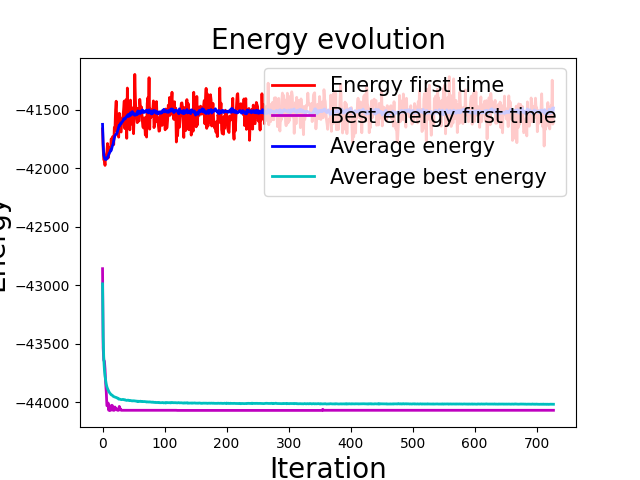 Energy evolution
Energy first time
Best energy first time
Average energy
Average best energy
−41500
−42000
−42500
−43000
−43500
−44000
Energy
0 100 200 300 400 500 600 700
Iteration